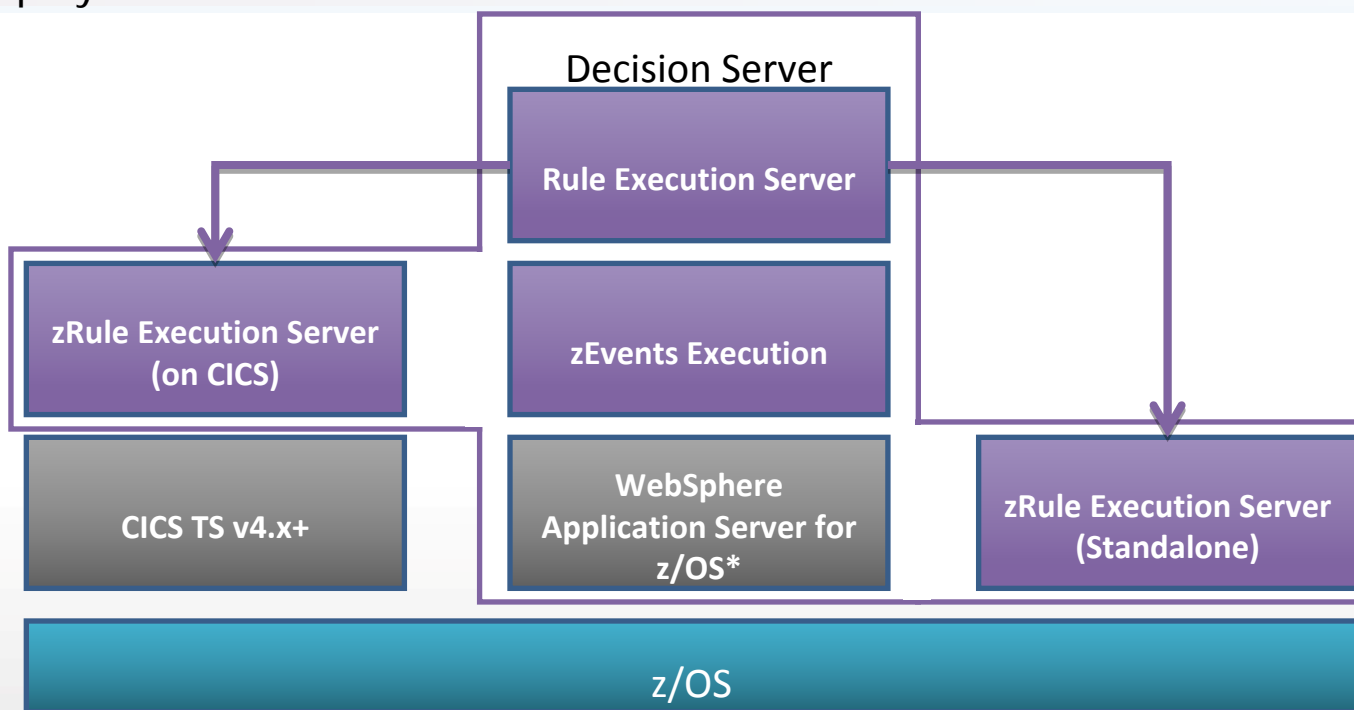 Decision Server
Rule Execution Server
zRule Execution Server
(on CICS)
zEvents Execution
CICS TS v4.x+
WebSphere
Application Server for
z/OS*
zRule Execution Server
(Standalone)
z/OS